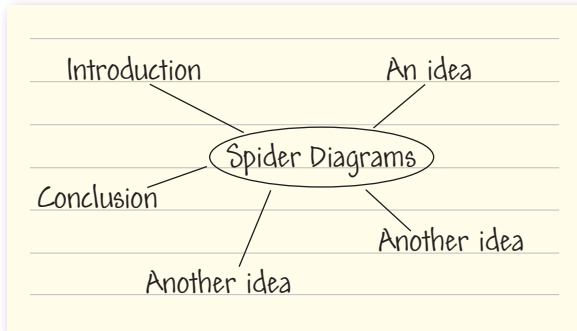 Introduction
An idea
Spider Diagrams
Conclusion
Another idea
Another idea